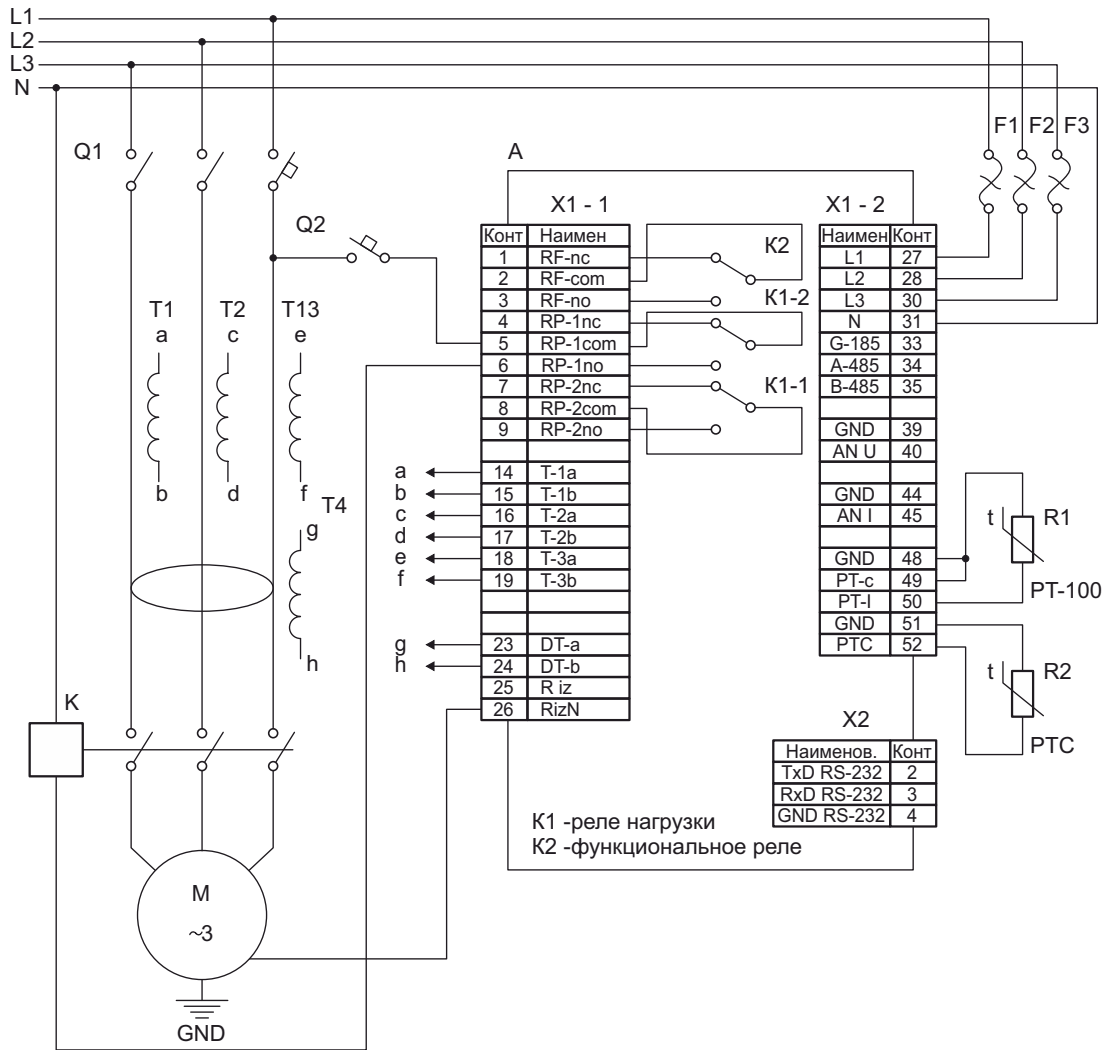 L1
L2
L3
N
Q1
Q2
F1 F2 F3
A
X1 - 1
Конт Наимен
1 RF-nc
2 RF-com
3 RF-no
4 RP-1nc
5 RP-1com
6 RP-1no
7 RP-2nc
8 RP-2com
9 RP-2no
14 T-1a
15 T-1b
16 T-2a
17 T-2b
18 T-3a
19 T-3b
23 DT-a
24 DT-b
25 R iz
26 RizN
К2
К1-2
К1-1
X1 - 2
Наимен Конт
L1 27
L2 28
L3 30
N 31
G-185 33
A-485 34
B-485 35
GND 39
AN U 40
GND 44
AN I 45
GND 48
PT-c 49
PT-I 50
GND 51
PTC 52
T1 T2 T13
a c e
b d f
T4
g
h
a
b
c
d
e
f
g
h
t R1
PT-100
t R2
PTC
X2
Наименов. Конт
TxD RS-232 2
RxD RS-232 3
GND RS-232 4
К1 -реле нагрузки
К2 -функциональное реле
K
M
~3
GND